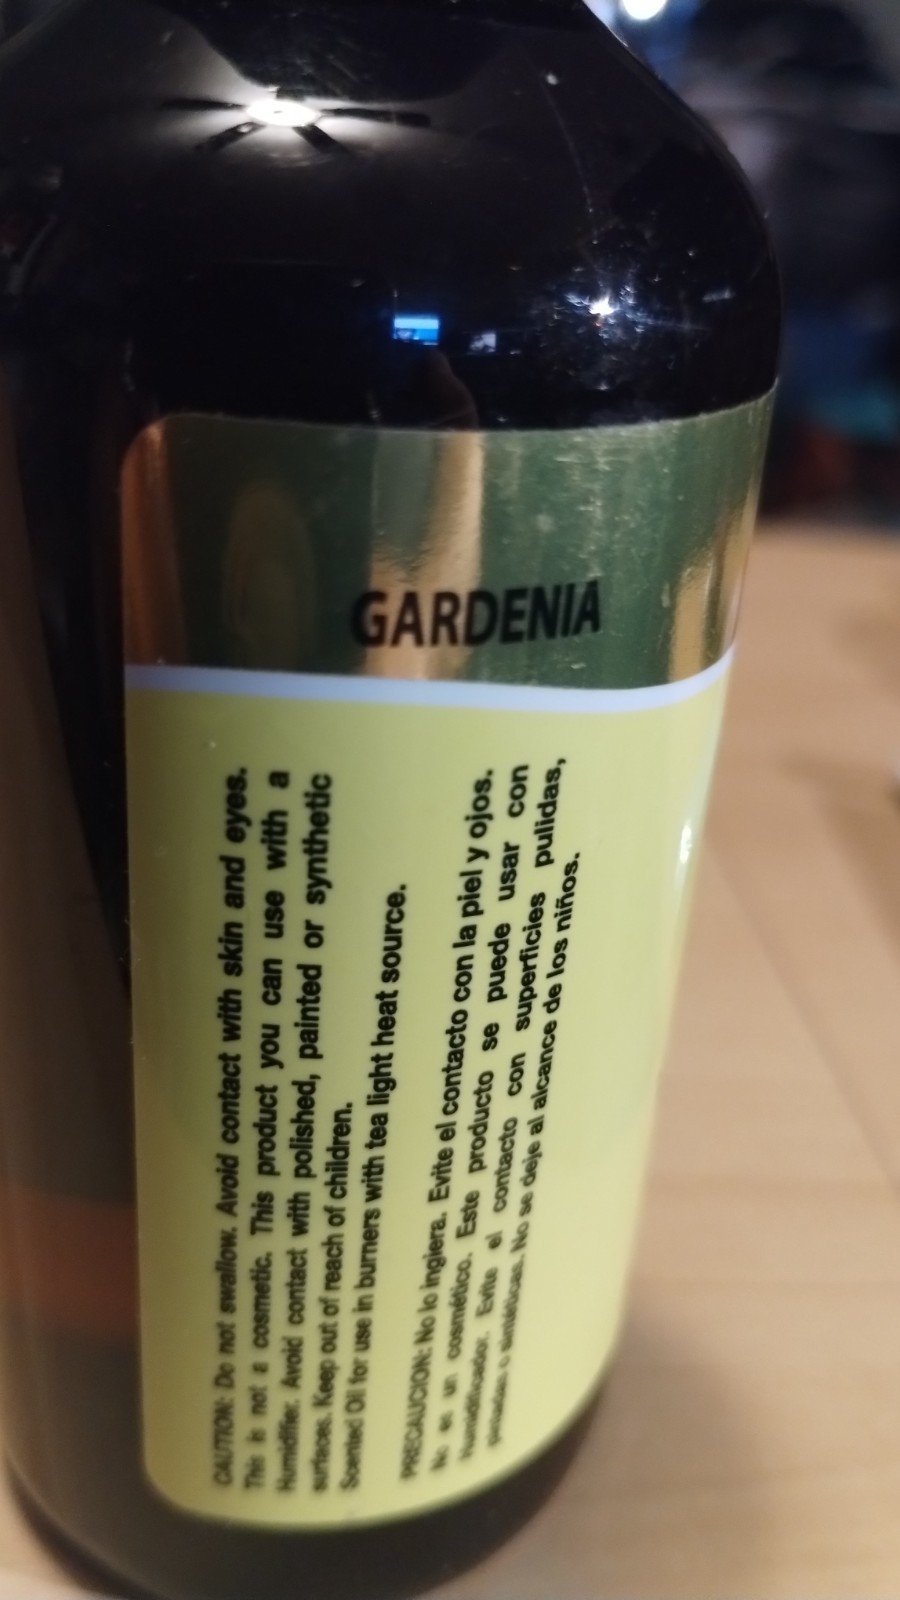 GARDENIA
CAUTION: Do not swallow. Avoid contact with skin and eyes.
This is not a cosmetic. This product you can use with a
Humidifier. Avoid contact with polished, painted or synthetic
surfaces. Keep out of reach of children.
Scented Oil for use in burners with tea light heat source.
PRECAUCION: No lo ingiera. Evite el contacto con la piel y ojos.
No es un cosmético. Este producto se puede usar con
Humidificador. Evite el contacto con superficies pulidas,
pintadas o sintéticas. No se deje al alcance de los niños.